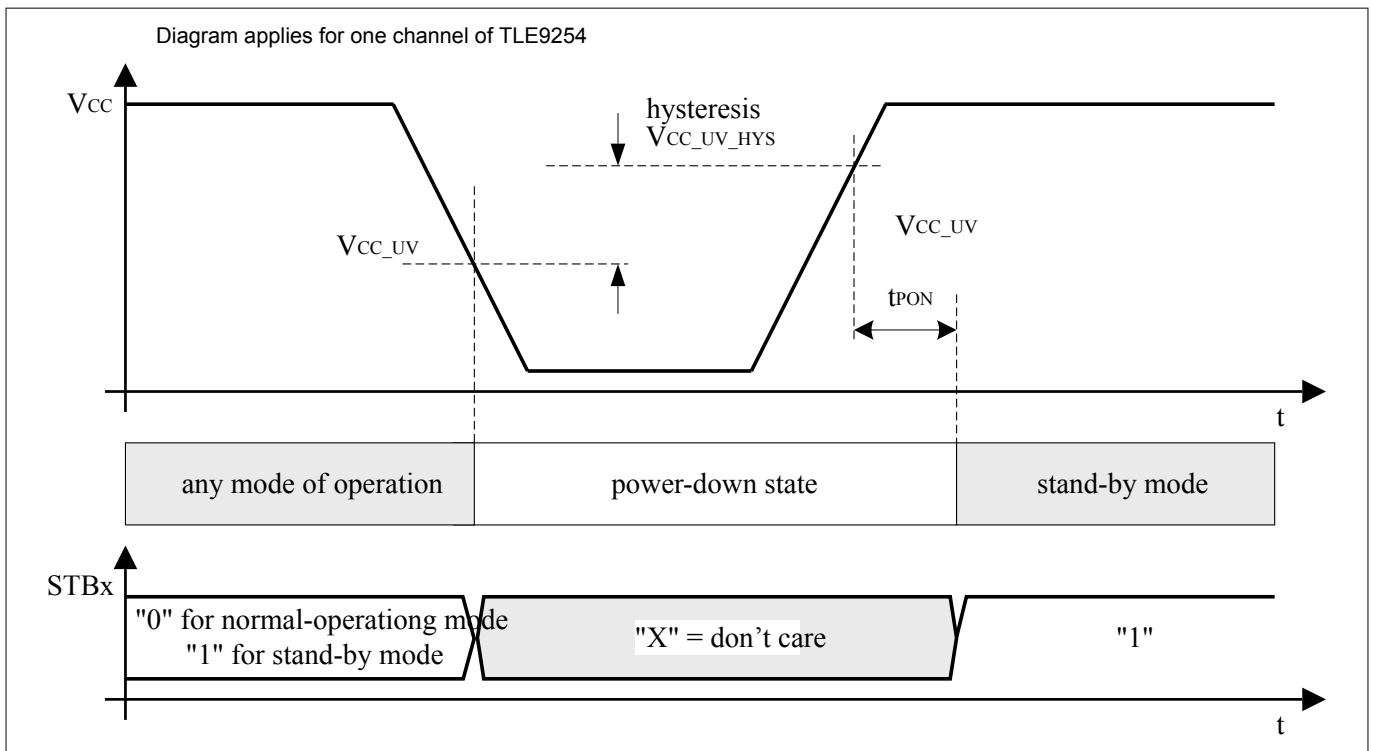 Diagram applies for one channel of TLE9254
VCC
hysteresis
VCC_UV_HYS
VCC_UV
VCC_UV
tPON
t
any mode of operation
power-down state
stand-by mode
STBx
"0" for normal-operationg mode
"1" for stand-by mode
"X" = don’t care
"1"
t